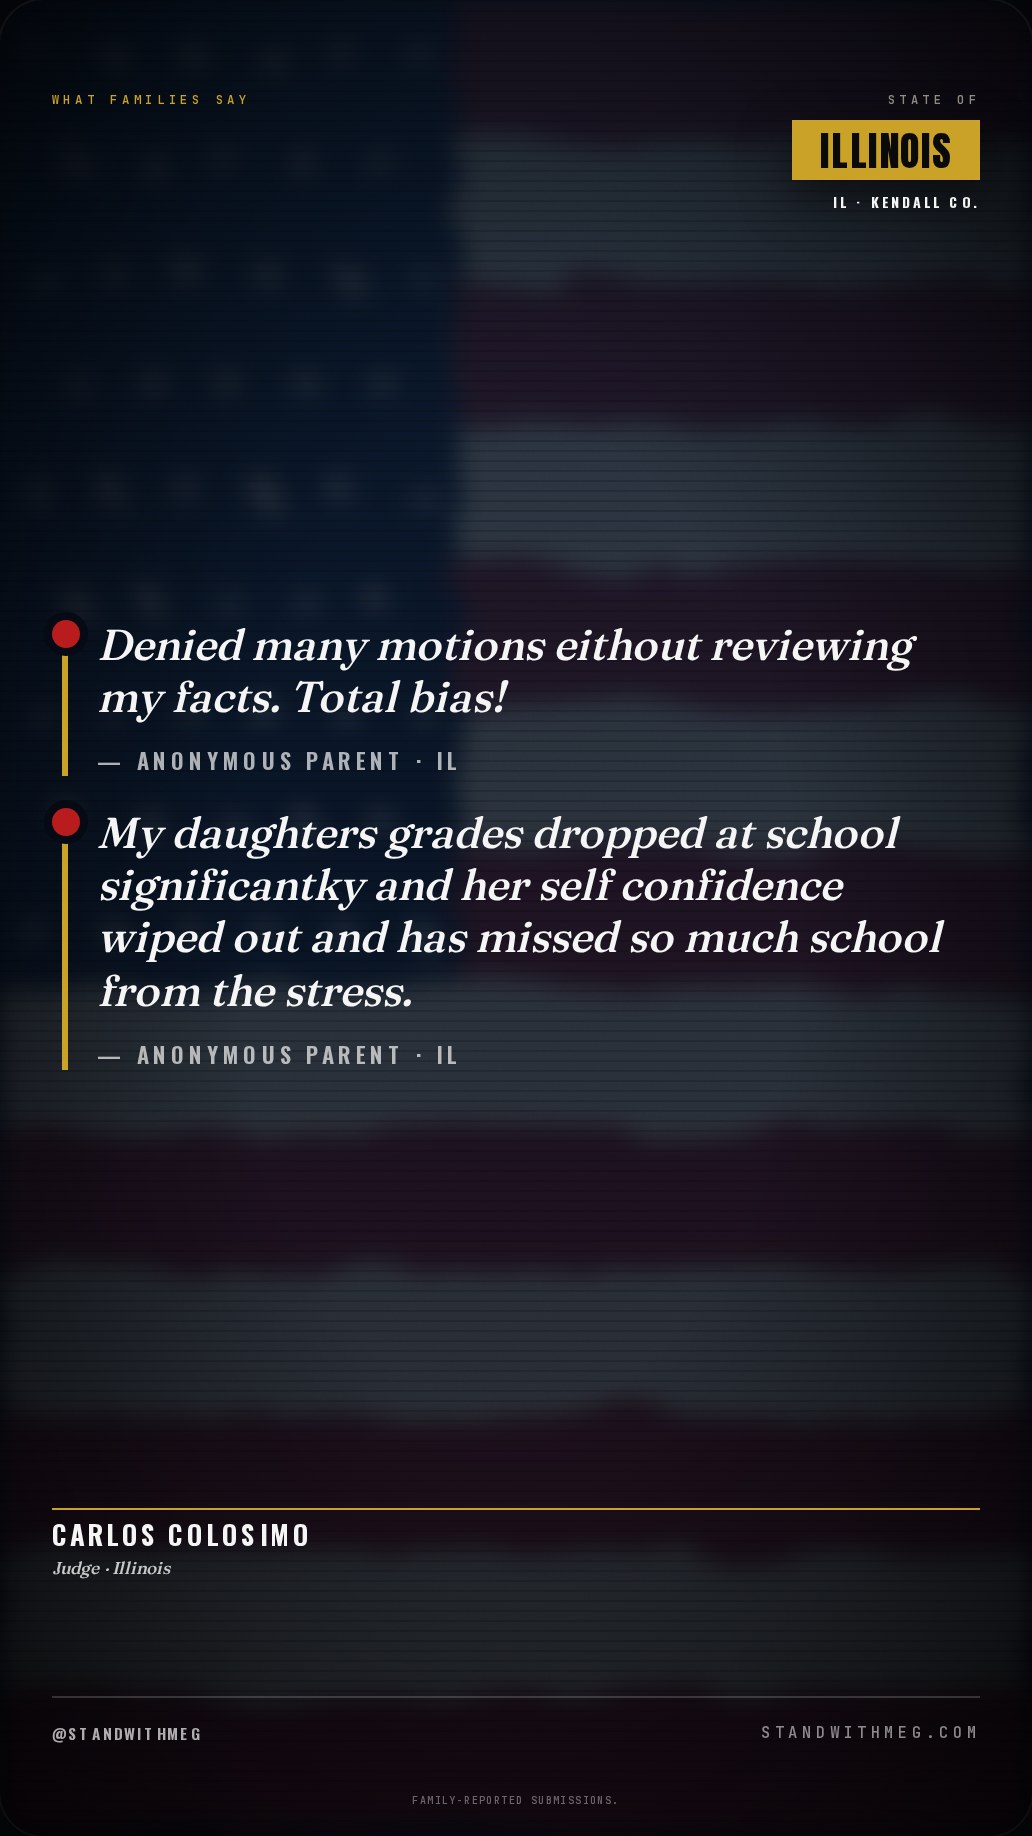 WHAT FAMILIES SAY
STATE OF
ILLINOIS
IL · KENDALL CO.
Denied many motions eithout reviewing
my facts. Total bias!
— ANONYMOUS PARENT · IL
My daughters grades dropped at school
significantky and her self confidence
wiped out and has missed so much school
from the stress.
— ANONYMOUS PARENT · IL
CARLOS COLOSIMO
Judge · Illinois
@STANDWITHMEG
STANDWITHMEG.COM
FAMILY-REPORTED SUBMISSIONS.